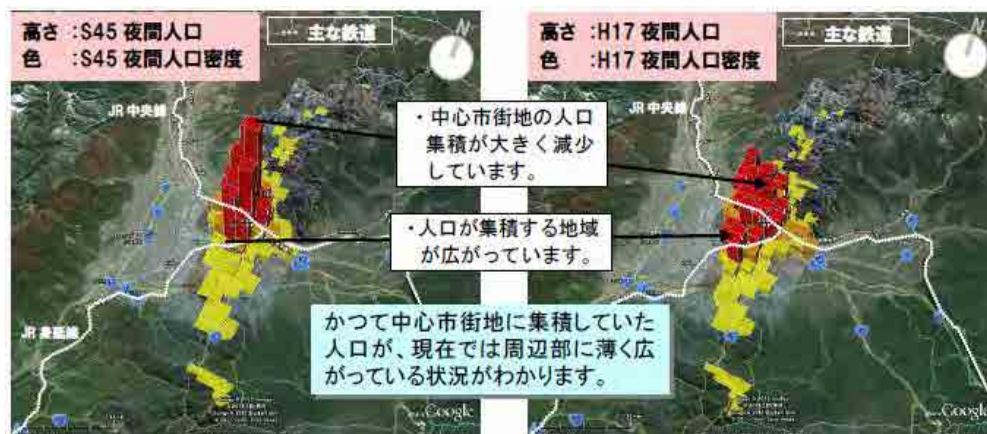 高さ :S45 夜間人口
色 :S45 夜間人口密度
… 主な鉄道
N
JR 中央線
JR 身延線
Google
・中心市街地の人口
集積が大きく減少
しています。
・人口が集積する地域
が広がっています。
かつて中心市街地に集積していた
人口が、現在では周辺部に薄く広
がっている状況がわかります。
高さ :H17 夜間人口
色 :H17 夜間人口密度
… 主な鉄道
N
JR 中央線
JR 身延線
Google